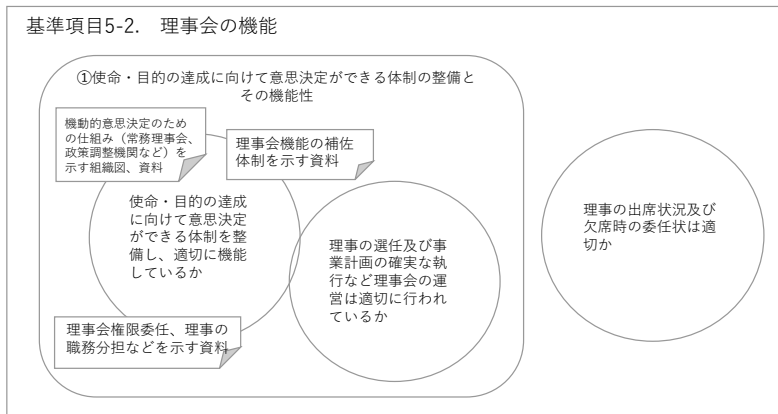 基準項目5-2.　理事会の機能
①使命・目的の達成に向けて意思決定ができる体制の整備と
その機能性
機動的意思決定のため
の仕組み（常務理事会、
政策調整機関など）を
示す組織図、資料
理事会機能の補佐
体制を示す資料
使命・目的の達成
に向けて意思決定
ができる体制を整
備し、適切に機能
しているか
理事の選任及び事
業計画の確実な執
行など理事会の運
営は適切に行われ
ているか
理事会権限委任、理事の
職務分担などを示す資料
理事の出席状況及び
欠席時の委任状は適
切か